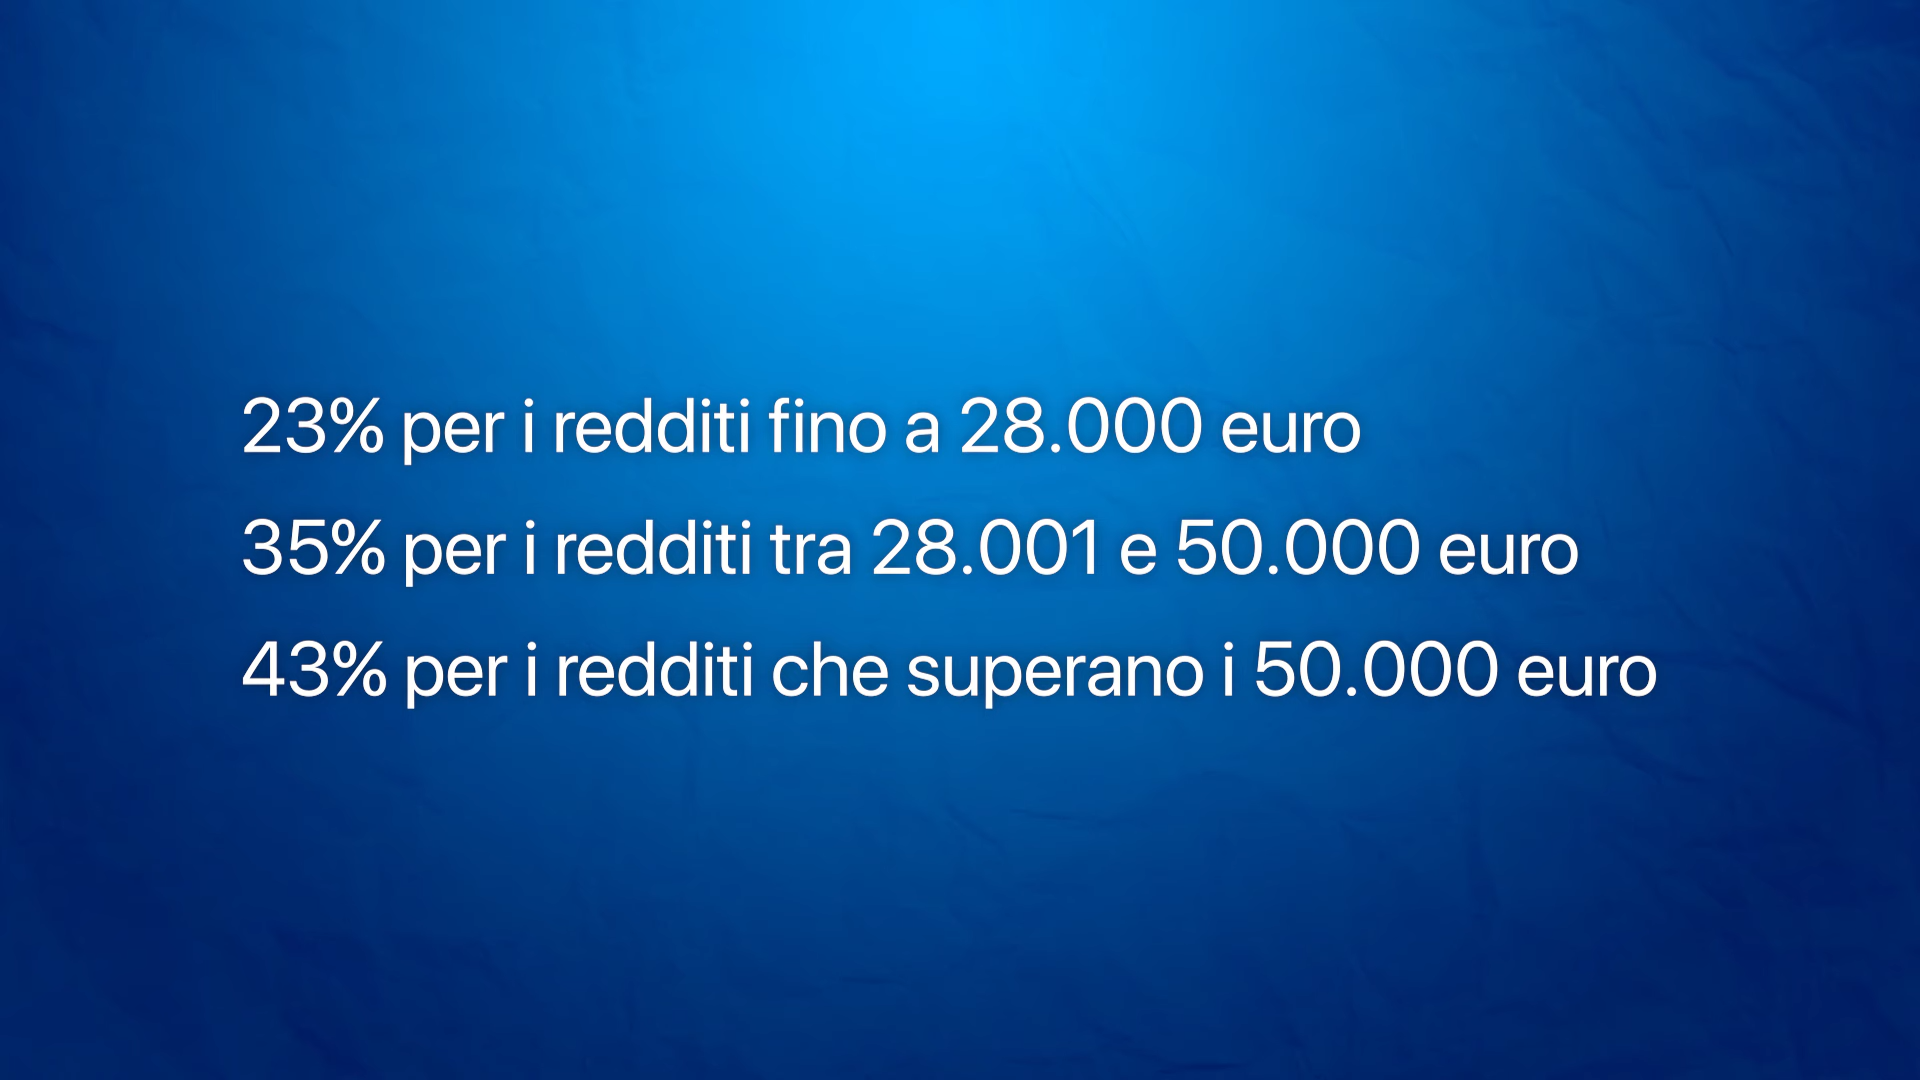 23% per i redditi fino a 28.000 euro
35% per i redditi tra 28.001 e 50.000 euro
43% per i redditi che superano i 50.000 euro